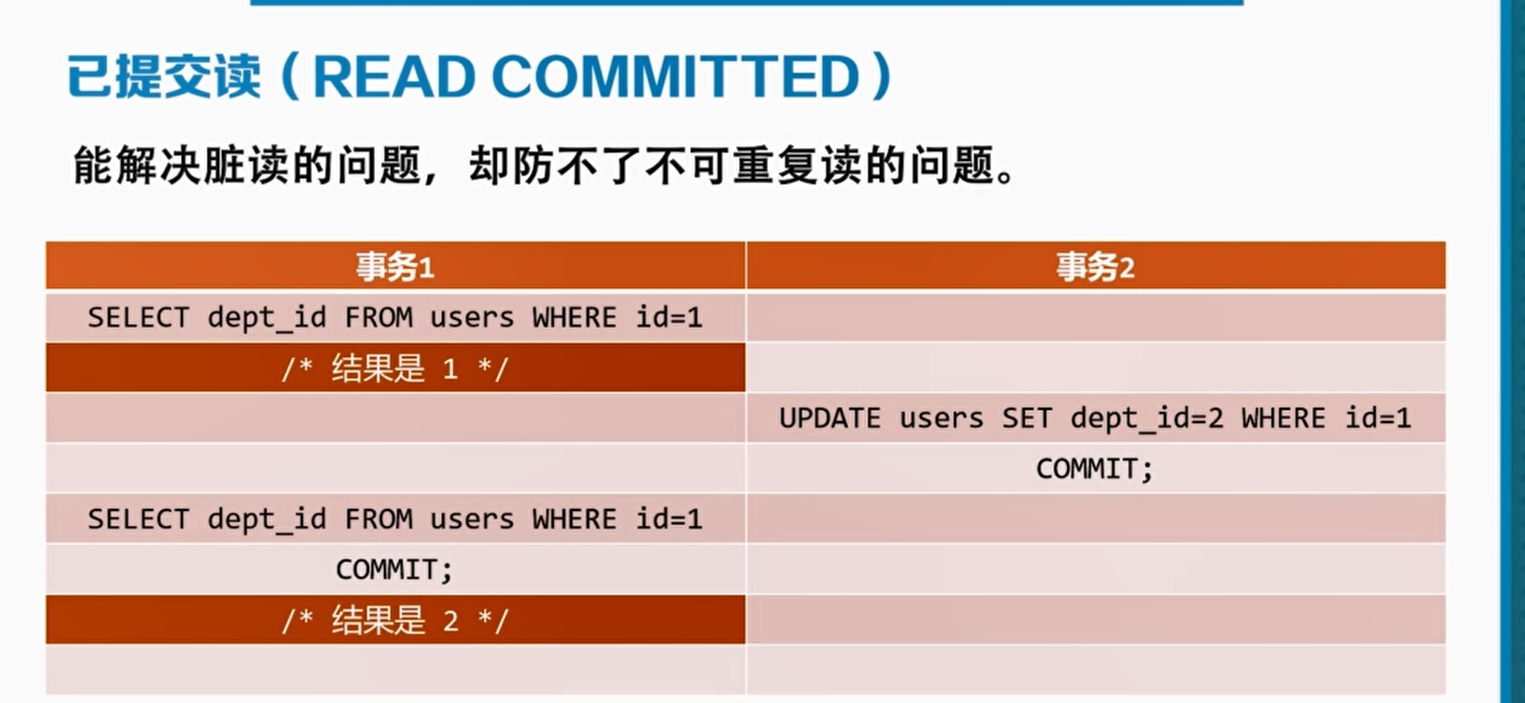 已提交读（READ COMMITTED）
能解决脏读的问题，却防不了不可重复读的问题。
事务1 事务2
SELECT dept_id FROM users WHERE id=1
/* 结果是 1 */
UPDATE users SET dept_id=2 WHERE id=1
COMMIT;
SELECT dept_id FROM users WHERE id=1
COMMIT;
/* 结果是 2 */